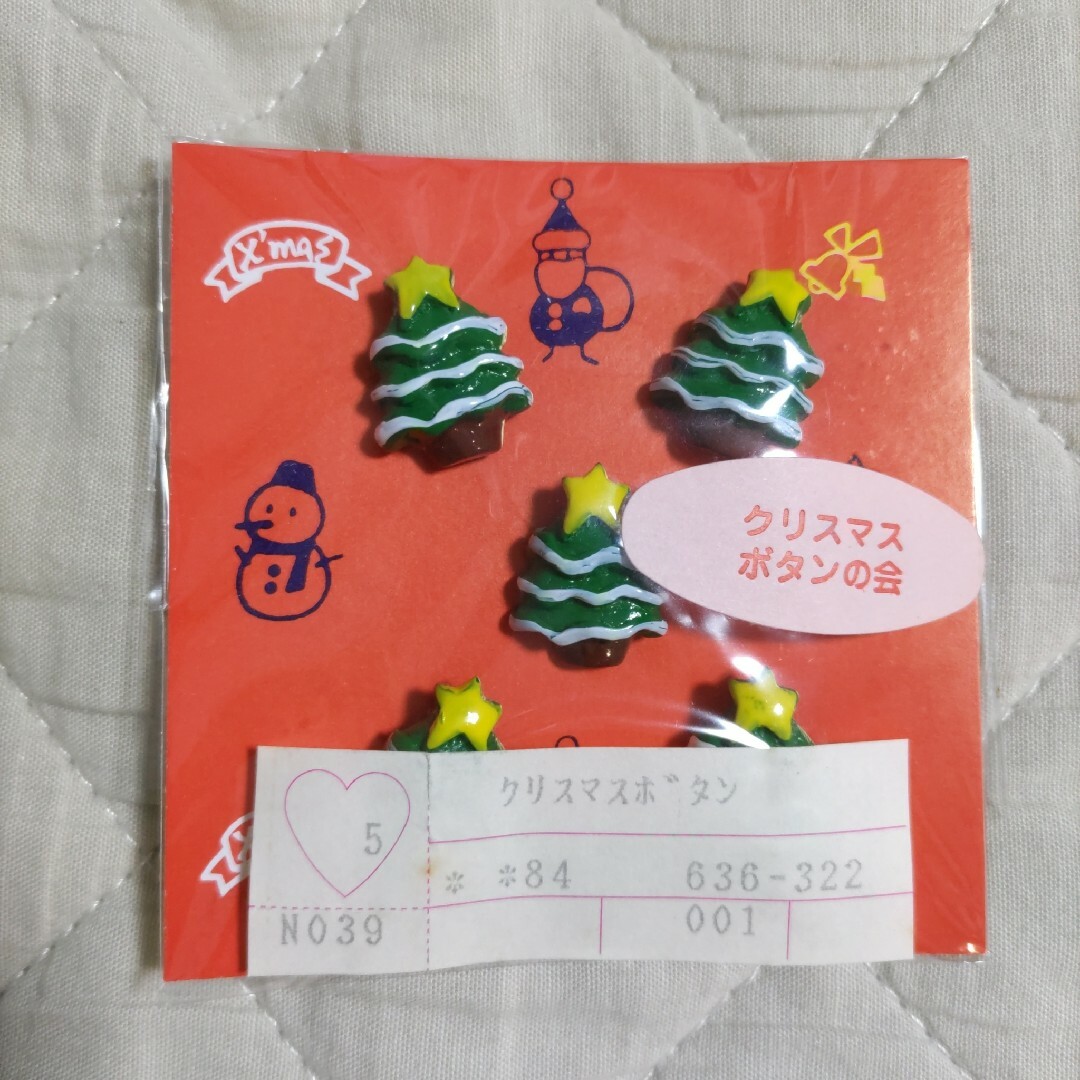 X'mas
クリスマス
ボタンの会
クリスマスボタン
5
* *84 636-322
N039 001